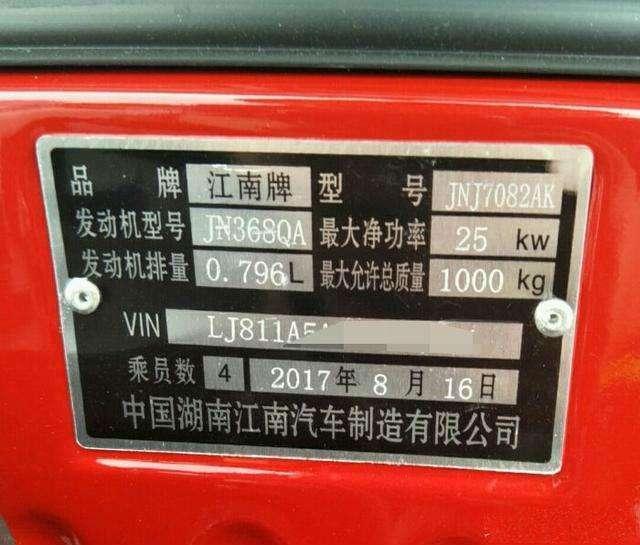 品牌 江南牌 型号 JNJ7082AK
发动机型号 JN368QA 最大净功率 25 kw
发动机排量 0.796L 最大允许总质量 1000 kg
VIN LJ811A5
乘员数 4 2017年 8 月 16 日
中国湖南江南汽车制造有限公司